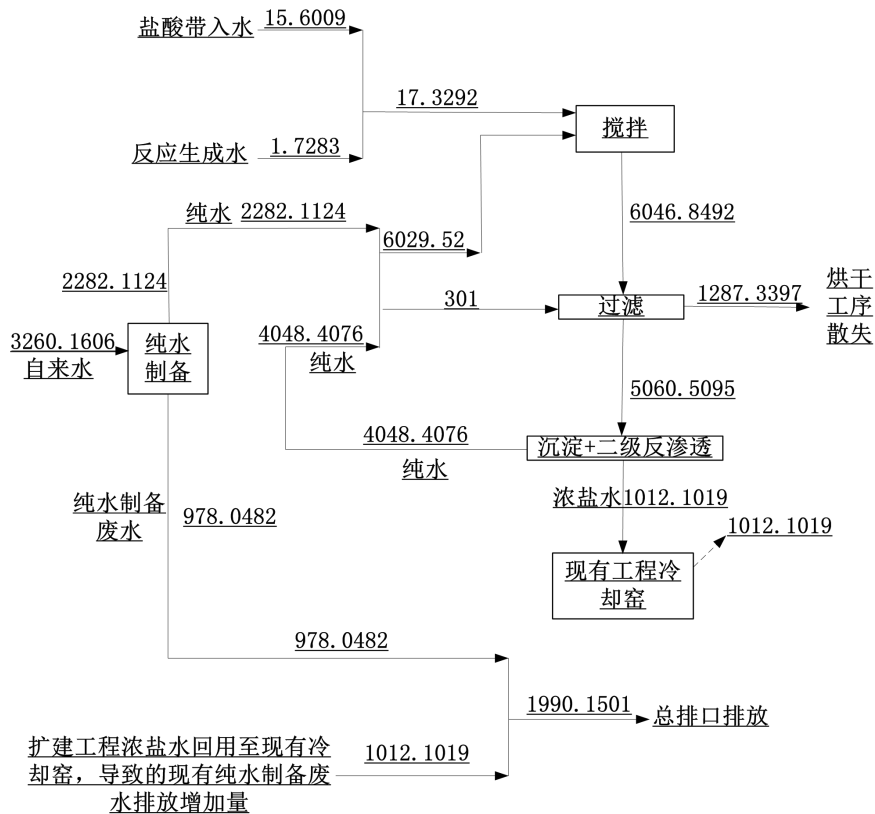 盐酸带入水
15.6009
17.3292
搅拌
反应生成水
1.7283
纯水
2282.1124
6029.52
6046.8492
2282.1124
301
过滤
1287.3397
烘干
工序
散失
3260.1606
自来水
纯水
制备
4048.4076
纯水
5060.5095
4048.4076
纯水
沉淀+二级反渗透
浓盐水1012.1019
纯水制备
废水
978.0482
1012.1019
现有工程冷
却窑
978.0482
1990.1501
总排口排放
扩建工程浓盐水回用至现有冷
却窑，导致的现有纯水制备废
水排放增加量
1012.1019